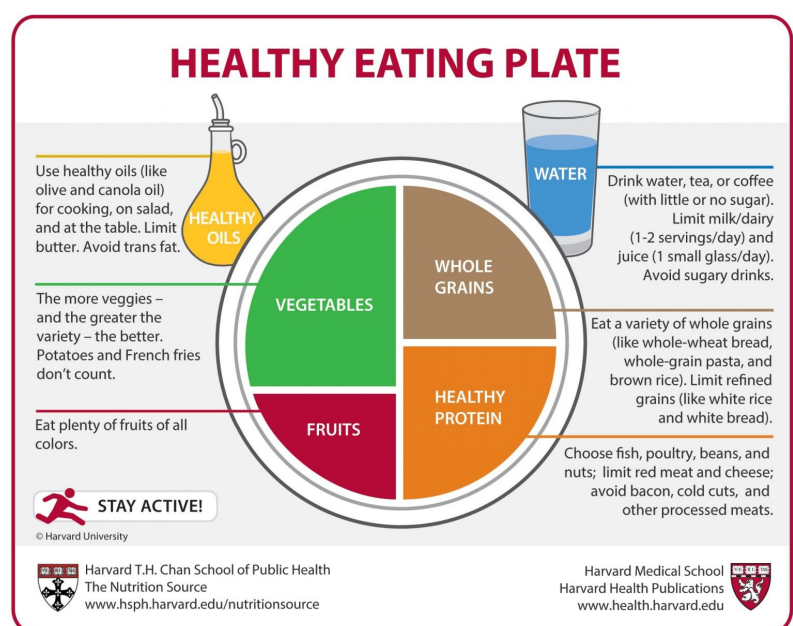 HEALTHY EATING PLATE
Use healthy oils (like
olive and canola oil)
for cooking, on salad,
and at the table. Limit
butter. Avoid trans fat.
HEALTHY
OILS
The more veggies –
and the greater the
variety – the better.
Potatoes and French fries
don’t count.
Eat plenty of fruits of all
colors.
VEGETABLES
FRUITS
WHOLE
GRAINS
HEALTHY
PROTEIN
WATER
Drink water, tea, or coffee
(with little or no sugar).
Limit milk/dairy
(1-2 servings/day) and
juice (1 small glass/day).
Avoid sugary drinks.
Eat a variety of whole grains
(like whole-wheat bread,
whole-grain pasta, and
brown rice). Limit refined
grains (like white rice
and white bread).
Choose fish, poultry, beans, and
nuts; limit red meat and cheese;
avoid bacon, cold cuts, and
other processed meats.
STAY ACTIVE!
© Harvard University
Harvard T.H. Chan School of Public Health
The Nutrition Source
www.hsph.harvard.edu/nutritionsource
Harvard Medical School
Harvard Health Publications
www.health.harvard.edu